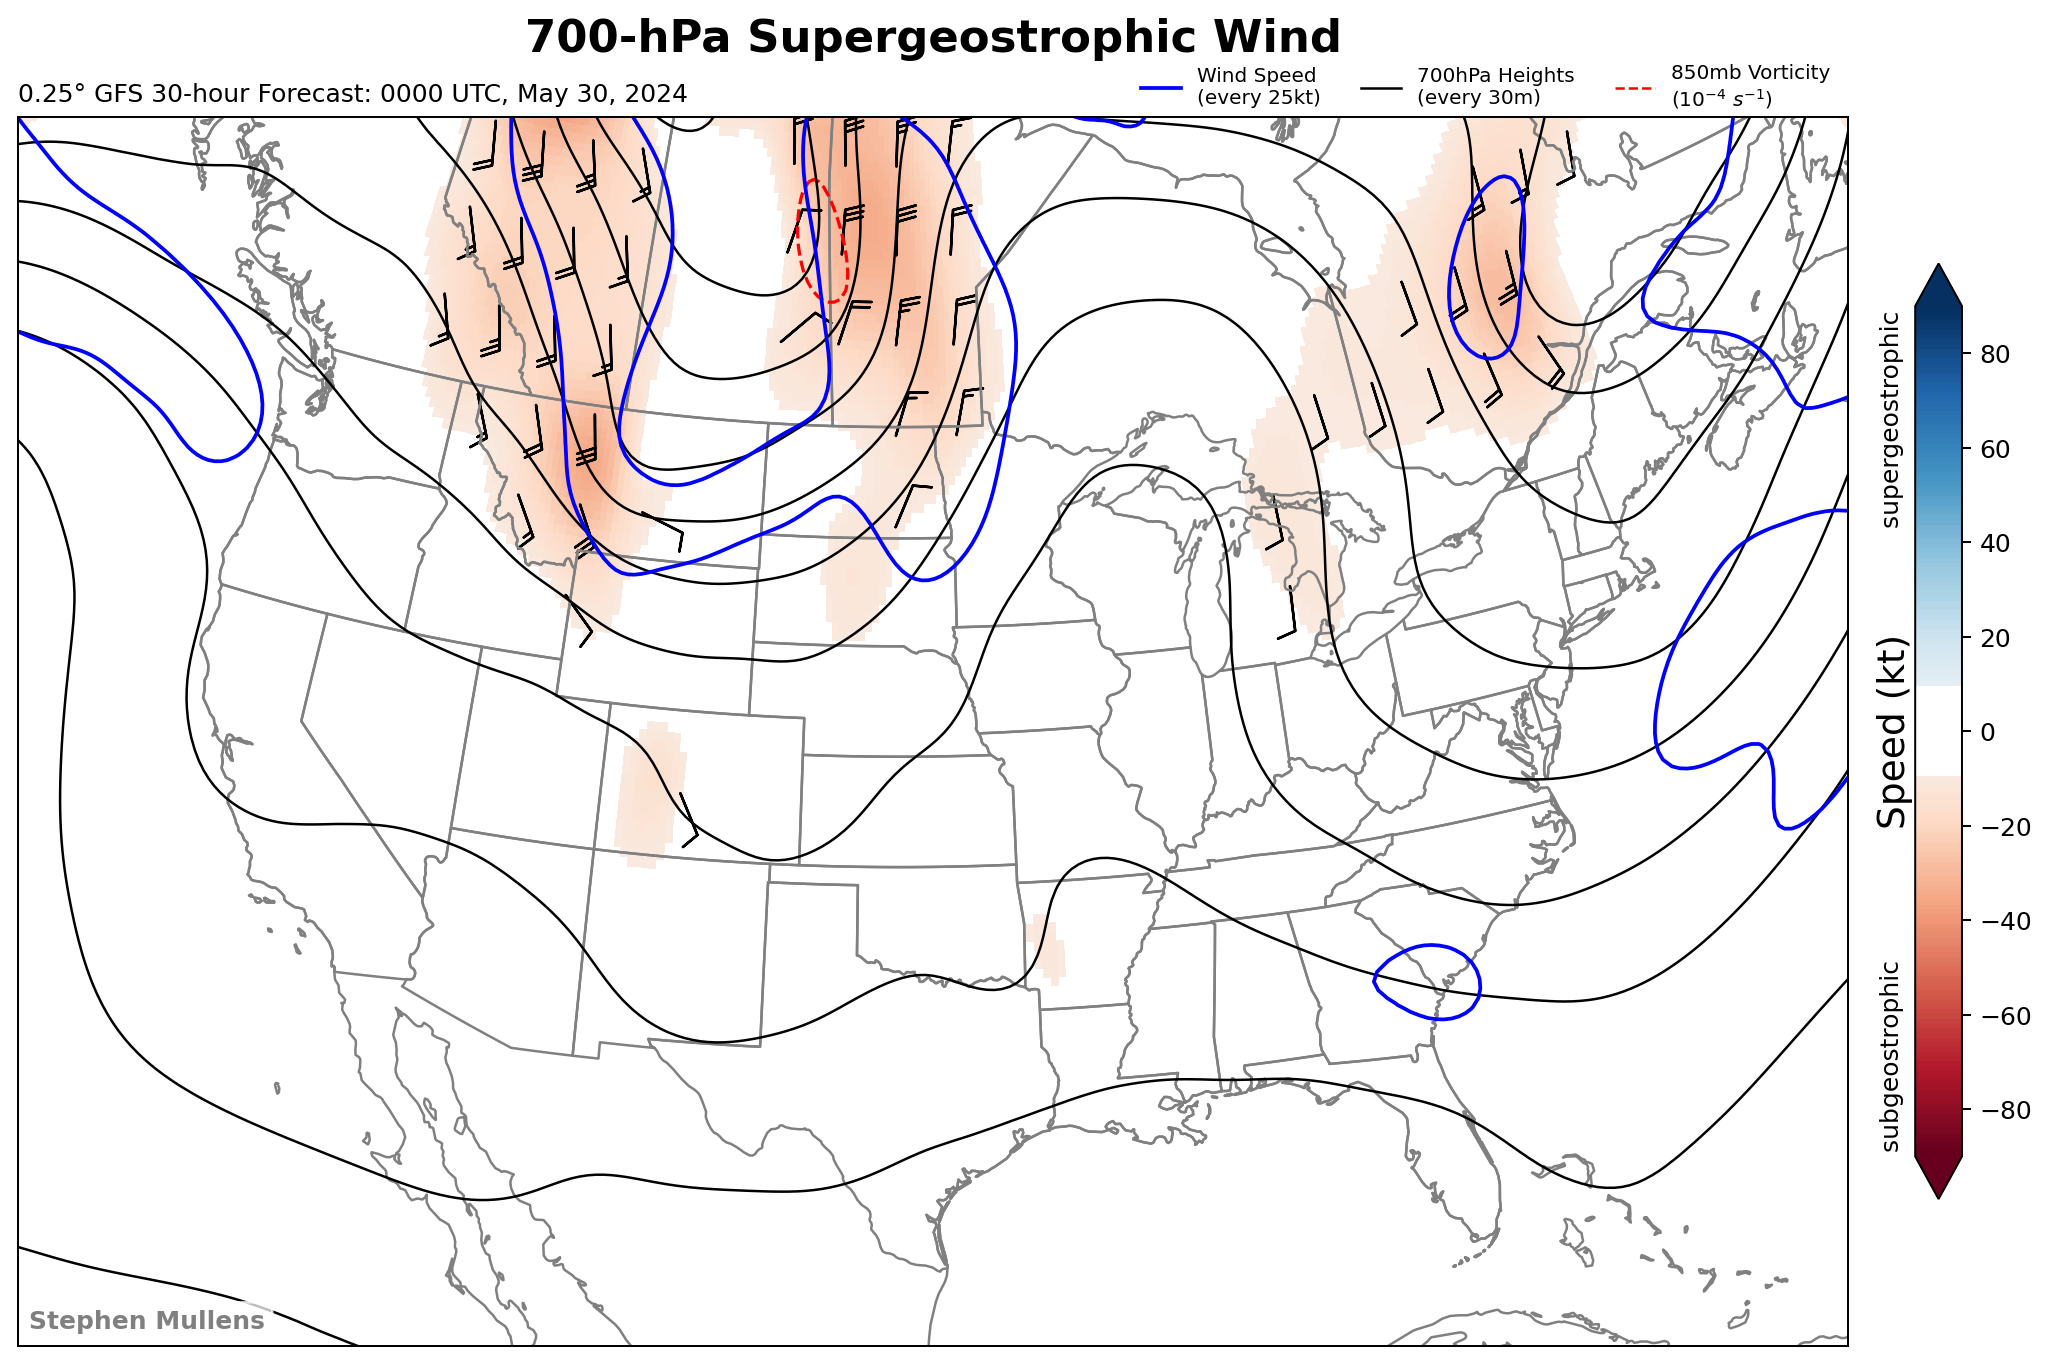 700-hPa Supergeostrophic Wind
0.25° GFS 30-hour Forecast: 0000 UTC, May 30, 2024
Wind Speed
(every 25kt)
700hPa Heights
(every 30m)
850mb Vorticity
(10⁻⁴ s⁻¹)
supergeostrophic
Speed (kt)
subgeostrophic
80
60
40
20
0
−20
−40
−60
−80
Stephen Mullens